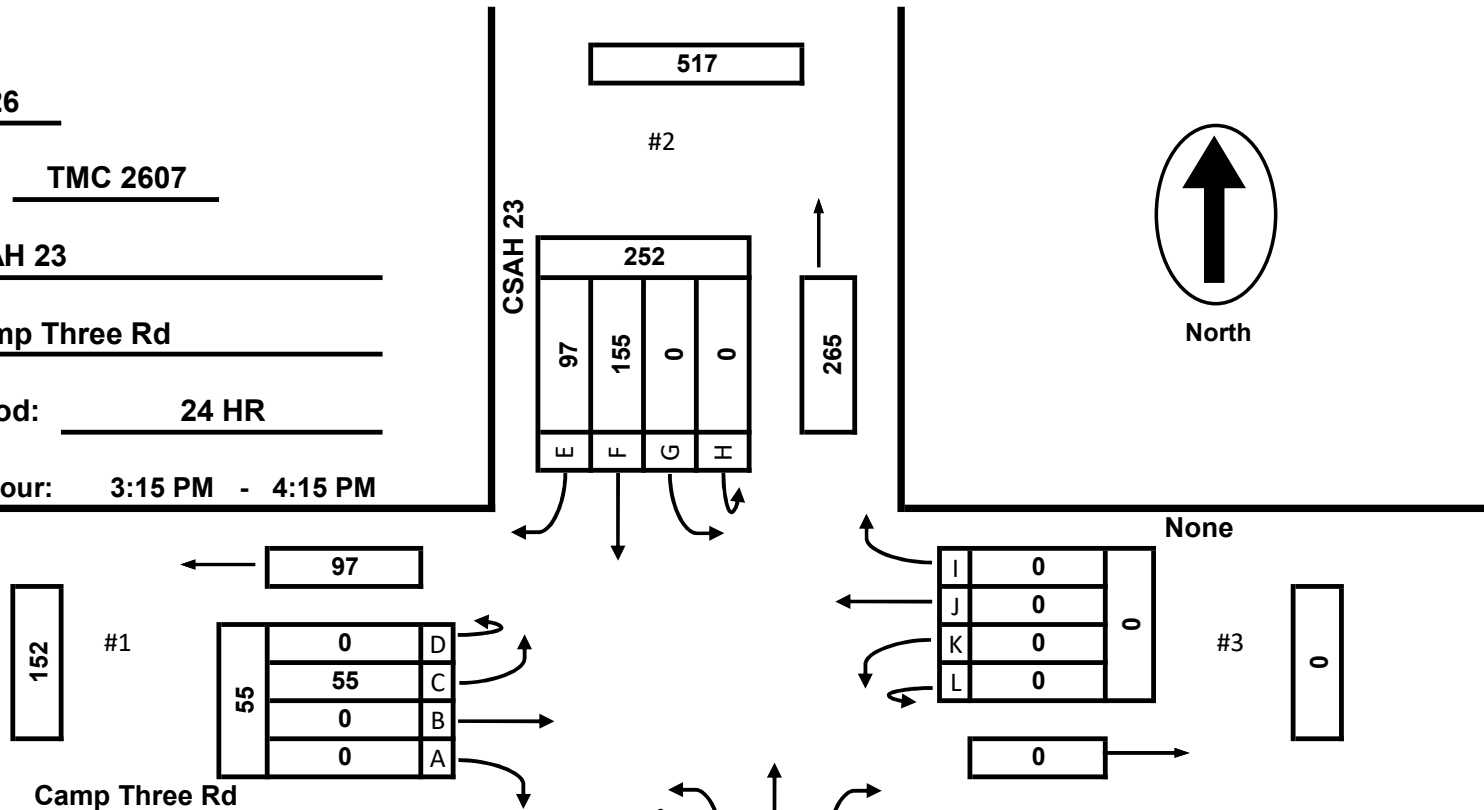 517
26
#2
TMC 2607
CSAH 23
AH 23
252
97 155 0 0
265
North
mp Three Rd
od: 24 HR
E F G H
our: 3:15 PM - 4:15 PM
None
97
I 0
J 0
K 0
L 0
0
#3
0
152
#1
55
0 D
55 C
0 B
0 A
0
Camp Three Rd